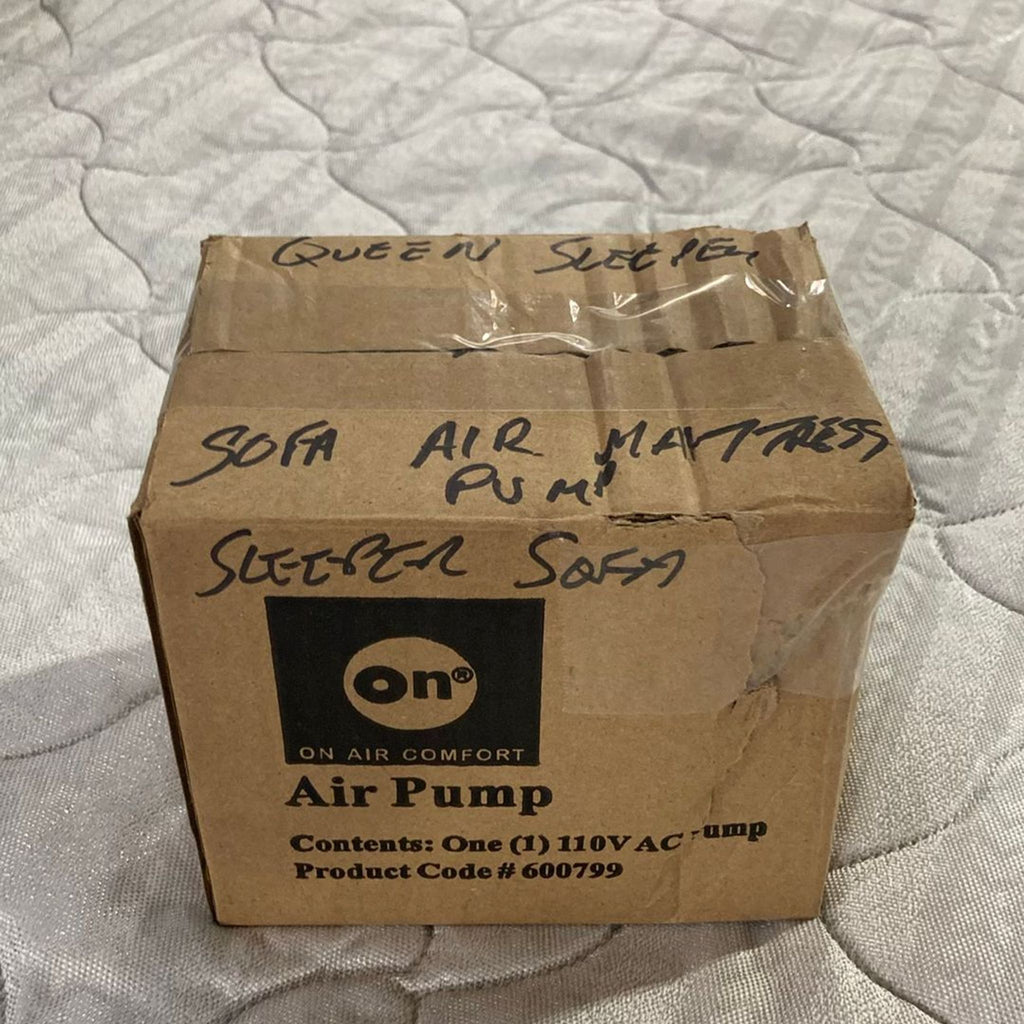 QUEEN SLEEPER
SOFA AIR MATTRESS
PUMP
SLEEPER SOFA
On®
ON AIR COMFORT
Air Pump
Contents: One (1) 110V AC ump
Product Code # 600799